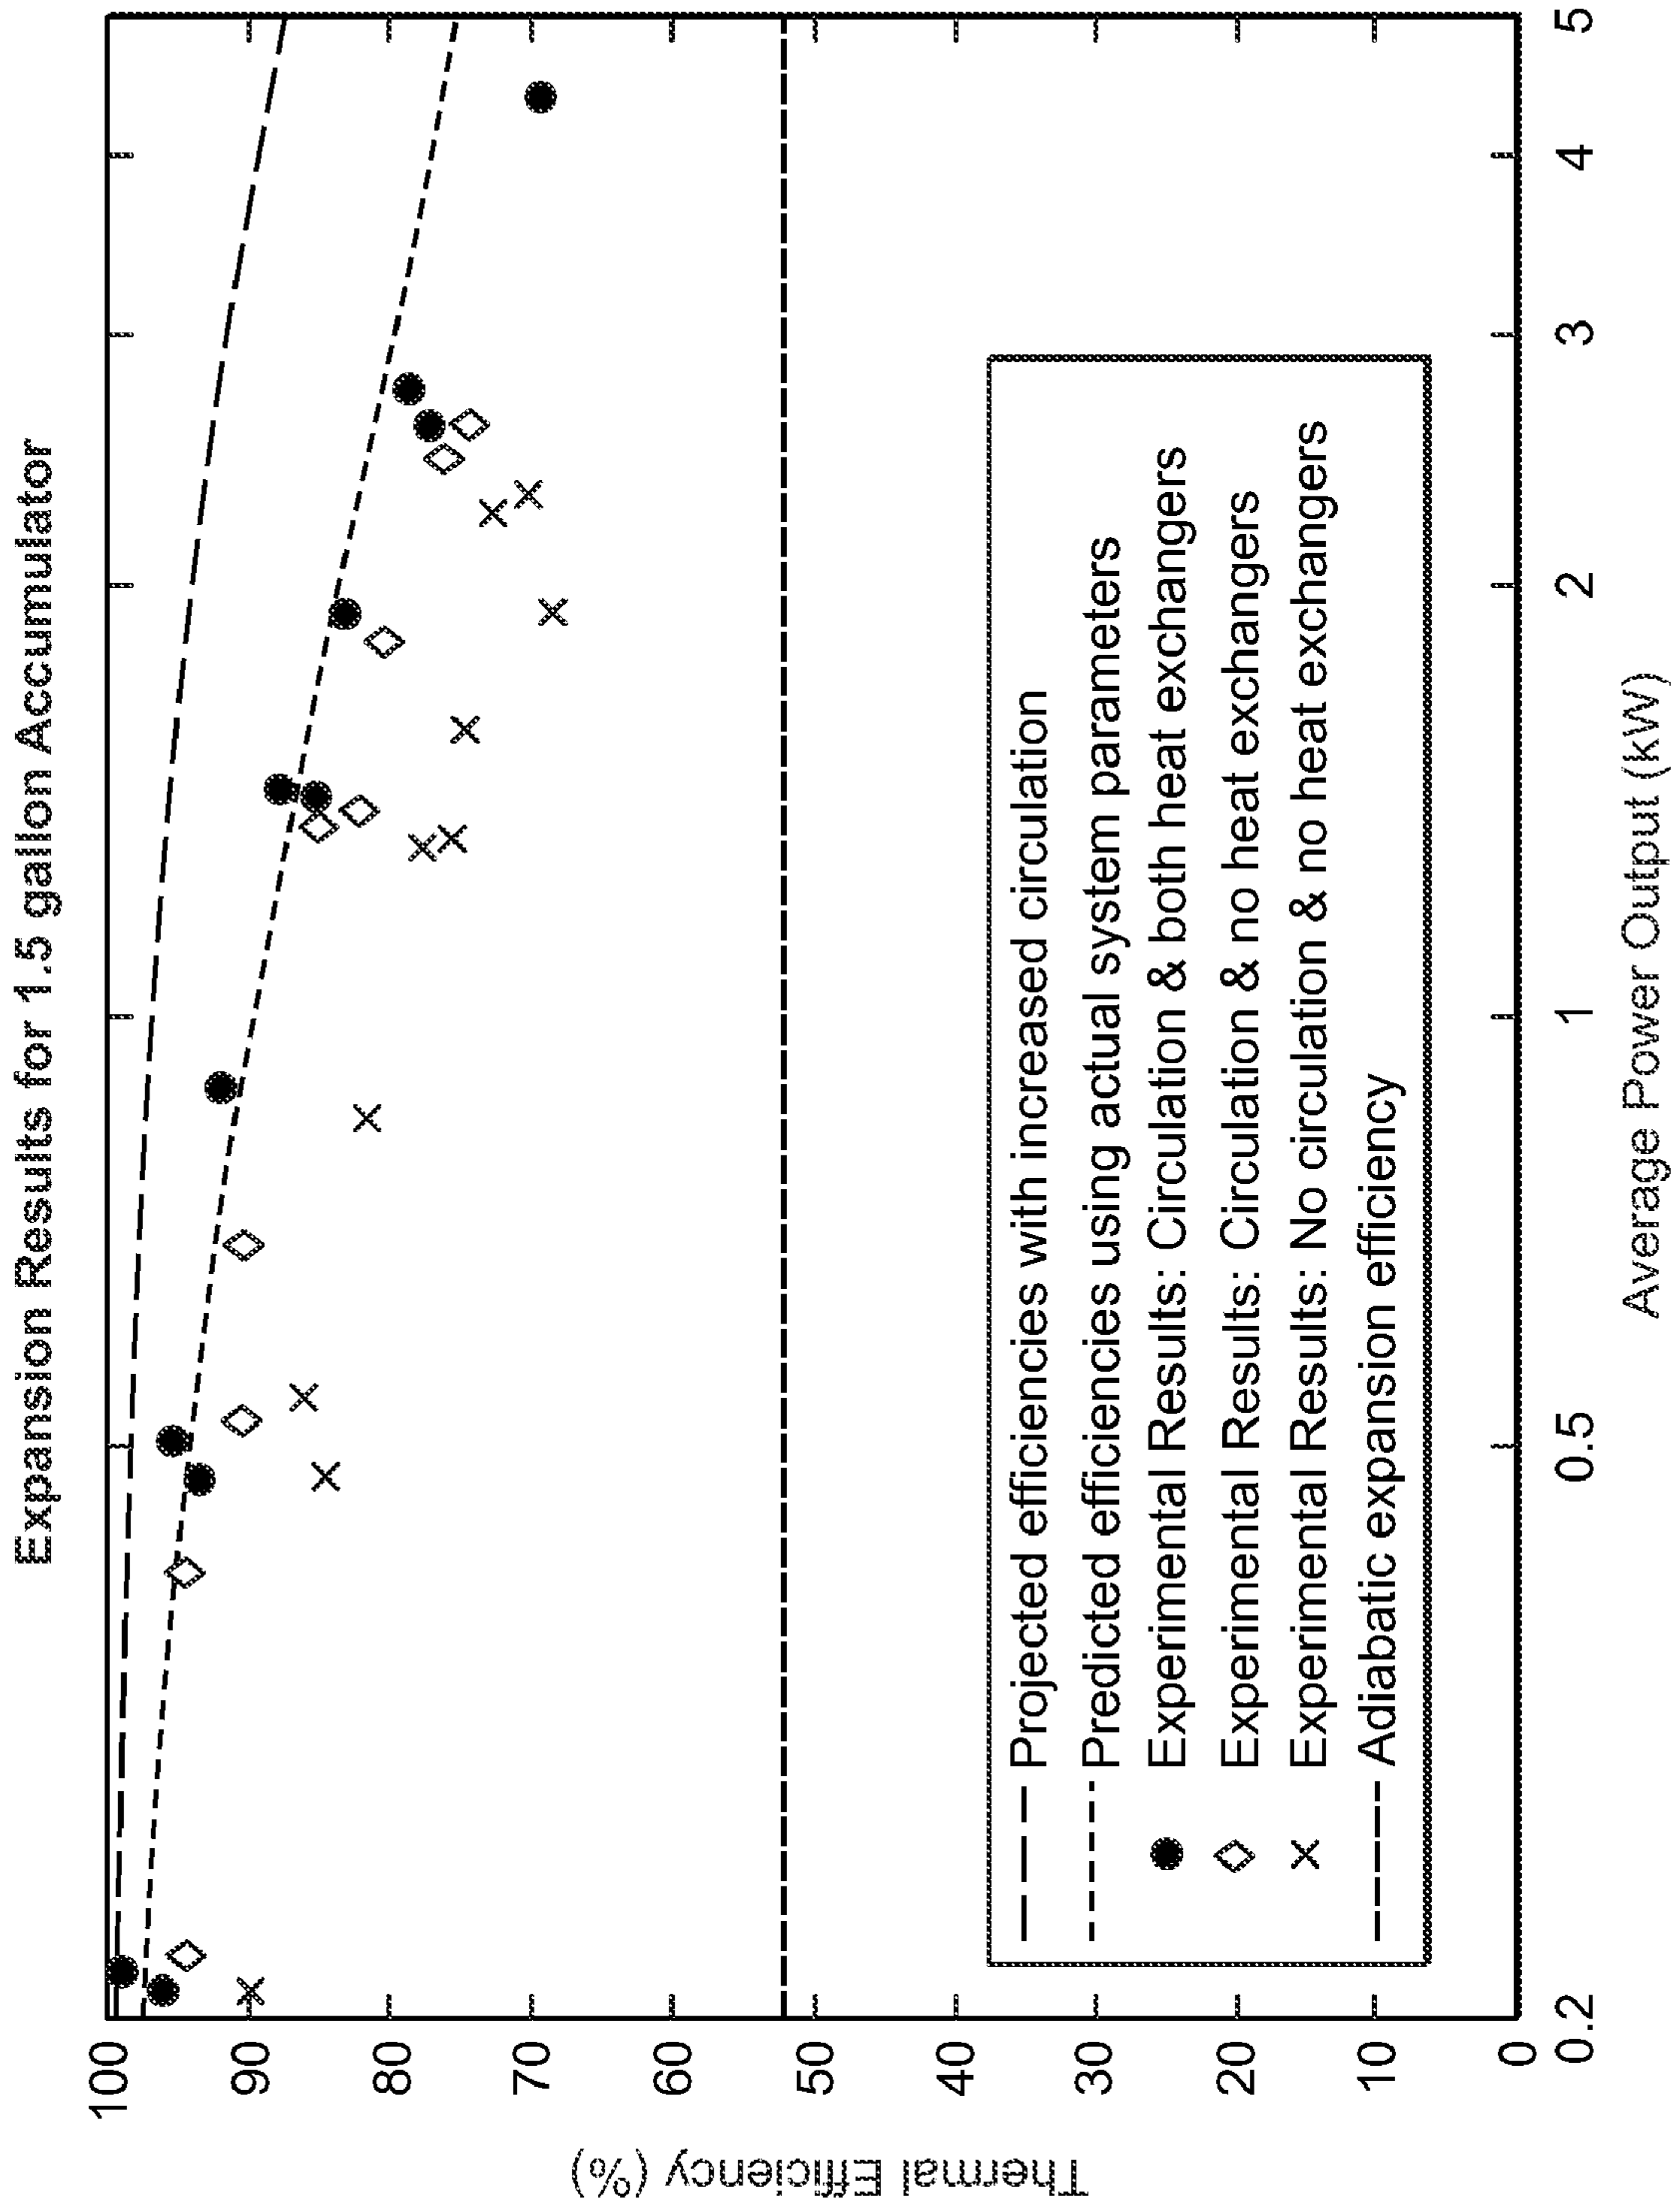 Expansion Results for 1.5 gallon Accumulator
Thermal Efficiency (%)
100
90
80
70
60
50
40
30
20
10
0
Projected efficiencies with increased circulation
Predicted efficiencies using actual system parameters
Experimental Results: Circulation & both heat exchangers
Experimental Results: Circulation & no heat exchangers
Experimental Results: No circulation & no heat exchangers
Adiabatic expansion efficiency
0.2 0.5 1 2 3 4 5
Average Power Output (kW)